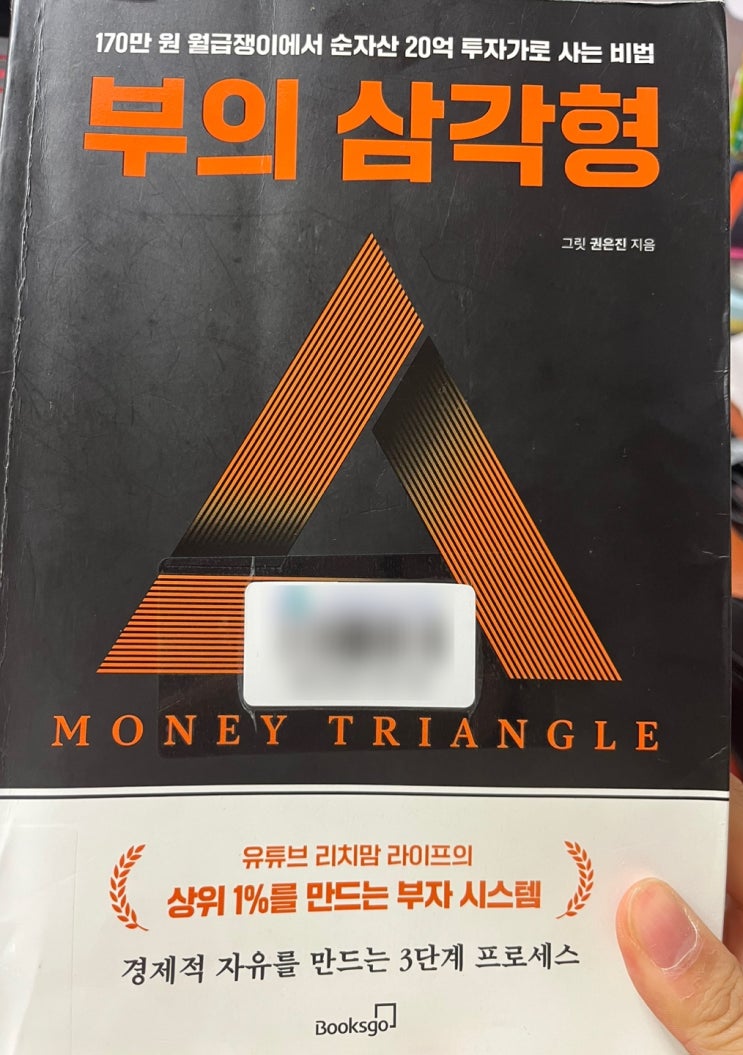 170만 원 월급쟁이에서 순자산 20억 투자가로 사는 비법
부의 삼각형
그릿 권은진 지음
MONEY TRIANGLE
유튜브 리치맘 라이프의
상위 1%를 만드는 부자 시스템
경제적 자유를 만드는 3단계 프로세스
Booksgo